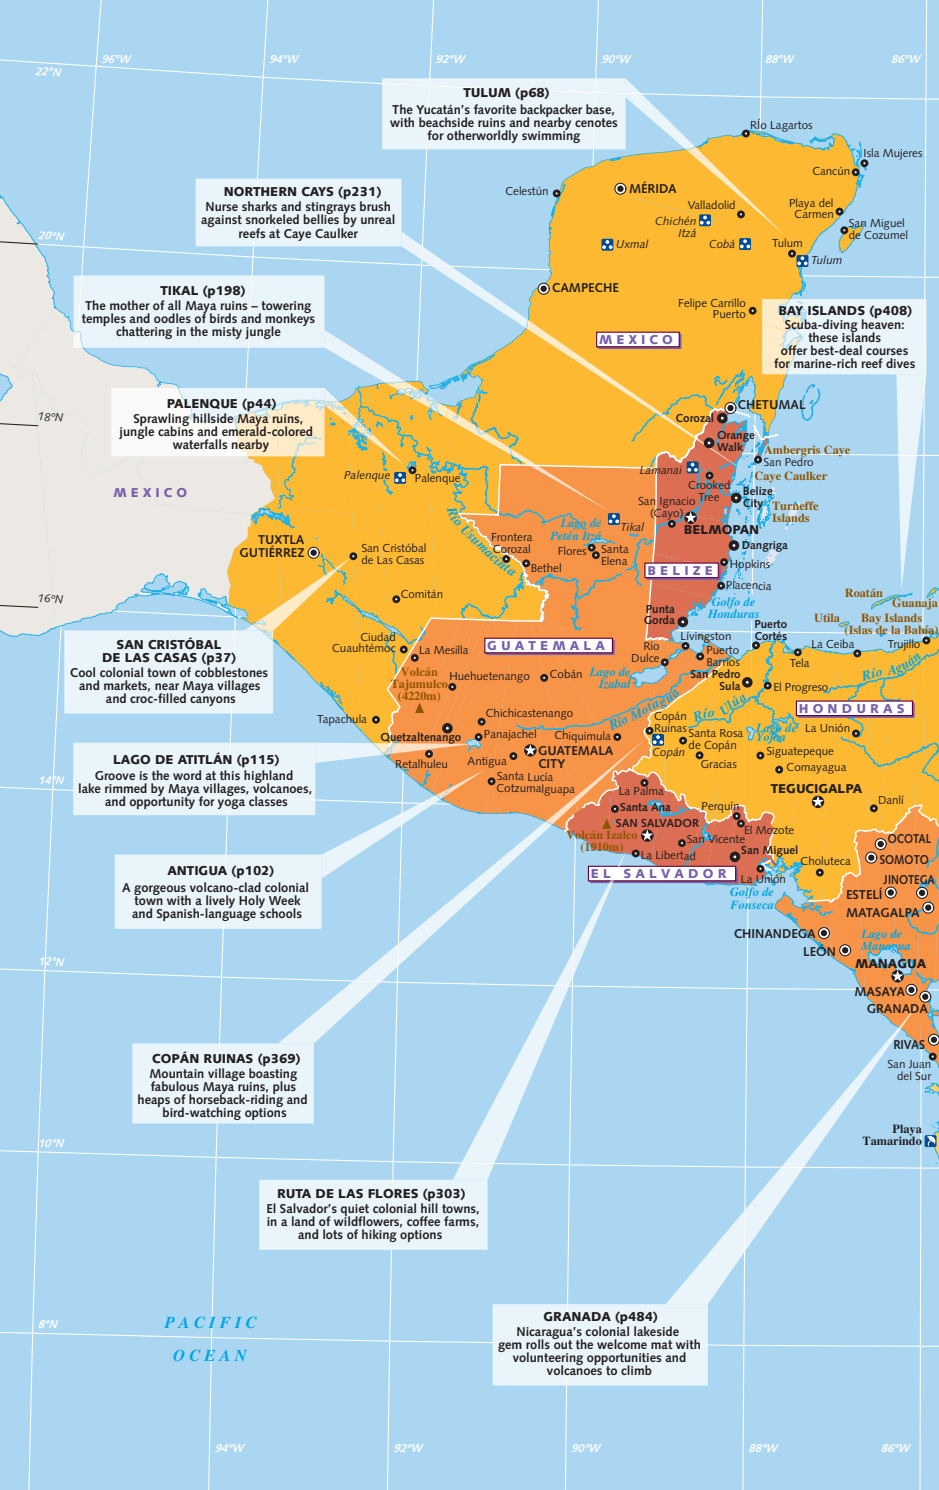 96°W
94°W
92°W
90°W
88°W
86°W
22°N
TULUM (p68)
The Yucatán's favorite backpacker base,
with beachside ruins and nearby cenotes
for otherworldly swimming
Río Lagartos
Isla Mujeres
Cancún
Celestún
MÉRIDA
NORTHERN CAYS (p231)
Nurse sharks and stingrays brush
against snorkeled bellies by unreal
reefs at Caye Caulker
Valladolid
Playa del
Carmen
Chichén
Itzá
San Miguel
de Cozumel
20°N
Uxmal
Cobá
Tulum
Tulum
TIKAL (p198)
The mother of all Maya ruins – towering
temples and oodles of birds and monkeys
chattering in the misty jungle
CAMPECHE
Felipe Carrillo
Puerto
BAY ISLANDS (p408)
Scuba-diving heaven:
these islands
offer best-deal courses
for marine-rich reef dives
MEXICO
PALENQUE (p44)
Sprawling hillside Maya ruins,
jungle cabins and emerald-colored
waterfalls nearby
18°N
CHETUMAL
Corozal
Orange
Walk
Ambergris Caye
San Pedro
Caye Caulker
Lamanai
Crooked
Tree
Palenque
Palenque
MEXICO
Belize
City
Turneffe
Islands
San Ignacio
(Cayo)
BELMOPAN
Río Usumacinta
Lago de
Petén Itzá
Tikal
TUXTLA
GUTIÉRREZ
San Cristóbal
de Las Casas
Frontera
Corozal
Bethel
Flores
Santa
Elena
Dangriga
Hopkins
BELIZE
Placencia
16°N
Comitán
Golfo de
Honduras
Roatán
Guanaja
Utila
Bay Islands
(Islas de la Bahía)
Punta
Gorda
Puerto
Cortés
SAN CRISTÓBAL
DE LAS CASAS (p37)
Cool colonial town of cobblestones
and markets, near Maya villages
and croc-filled canyons
Ciudad
Cuauhtémoc
La Mesilla
GUATEMALA
Lívingston
Río
Dulce
Puerto
Barrios
Tela
La Ceiba
Trujillo
Volcán
Tajumulco
(4220m)
Huehuetenango
Cobán
Lago de
Izabal
San Pedro
Sula
El Progreso
Río Aguán
Río Motagua
Río Ulúa
HONDURAS
Tapachula
Chichicastenango
Quetzaltenango
Panajachel
Chiquimula
Copán
Ruinas
Copán
Santa Rosa
de Copán
Gracias
Lago de
Yojoa
La Unión
Siguatepeque
Comayagua
GUATEMALA
CITY
Retalhuleu
Antigua
Santa Lucía
Cotzumalguapa
LAGO DE ATITLÁN (p115)
Groove is the word at this highland
lake rimmed by Maya villages, volcanoes,
and opportunity for yoga classes
14°N
La Palma
TEGUCIGALPA
Danlí
Santa Ana
Perquín
SAN SALVADOR
El Mozote
Volcán Izalco
(1910m)
San Vicente
San Miguel
La Libertad
EL SALVADOR
La Unión
Choluteca
OCOTAL
SOMOTO
JINOTEGA
ESTELÍ
MATAGALPA
Golfo de
Fonseca
ANTIGUA (p102)
A gorgeous volcano-clad colonial
town with a lively Holy Week
and Spanish-language schools
CHINANDEGA
LEÓN
Lago de
Managua
MANAGUA
12°N
MASAYA
GRANADA
COPÁN RUINAS (p369)
Mountain village boasting
fabulous Maya ruins, plus
heaps of horseback-riding and
bird-watching options
RIVAS
San Juan
del Sur
10°N
Playa
Tamarindo
RUTA DE LAS FLORES (p303)
El Salvador's quiet colonial hill towns,
in a land of wildflowers, coffee farms,
and lots of hiking options
GRANADA (p484)
Nicaragua's colonial lakeside
gem rolls out the welcome mat with
volunteering opportunities and
volcanoes to climb
8°N
PACIFIC
OCEAN
94°W
92°W
90°W
88°W
86°W